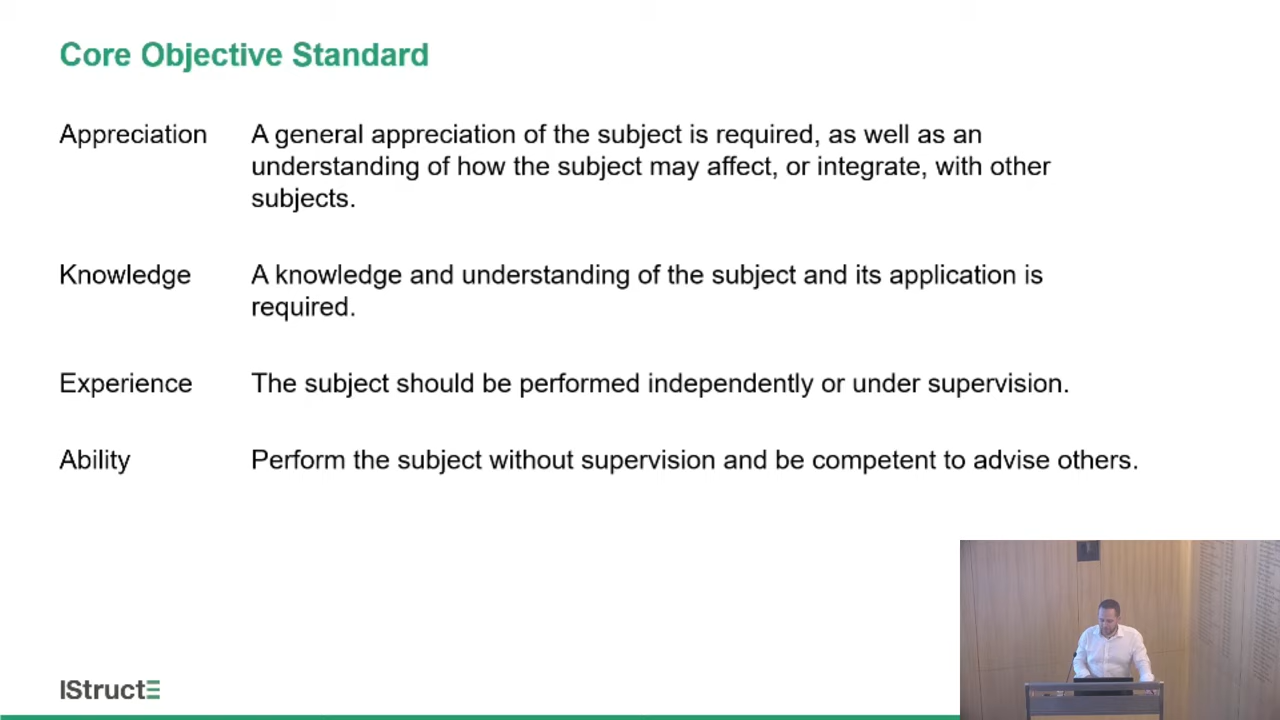 Core Objective Standard
Appreciation A general appreciation of the subject is required, as well as an
understanding of how the subject may affect, or integrate, with other
subjects.
Knowledge A knowledge and understanding of the subject and its application is
required.
Experience The subject should be performed independently or under supervision.
Ability Perform the subject without supervision and be competent to advise others.
IStructE